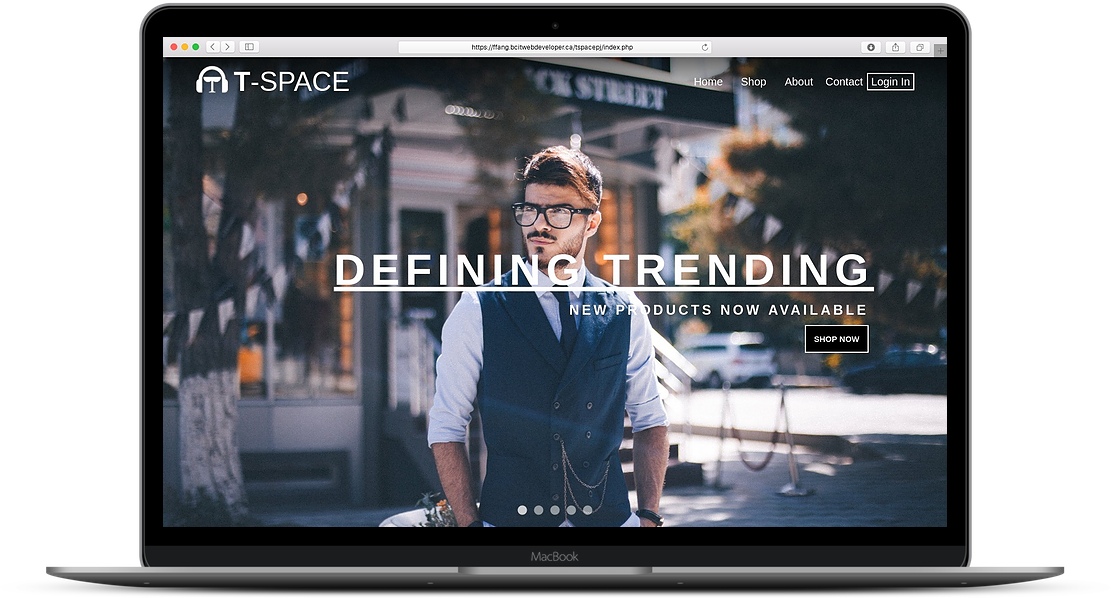 https://ffang.bcitwebdeveloper.ca/tspacepj/index.php
T-SPACE
Home Shop About Contact Login In
CK STREET
DEFINING TRENDING
NEW PRODUCTS NOW AVAILABLE
SHOP NOW
MacBook